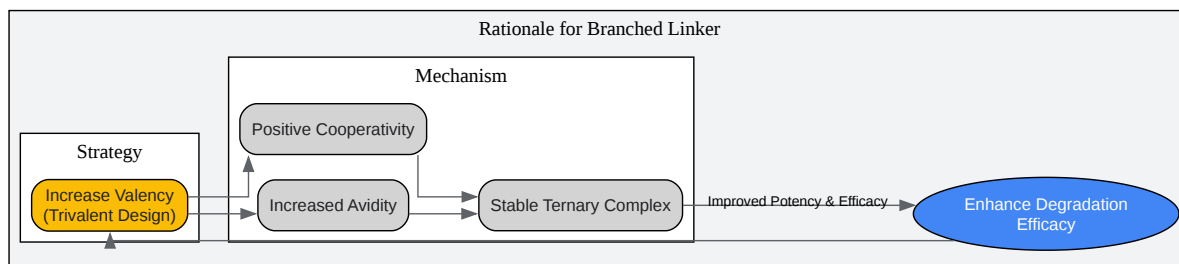 Rationale for Branched Linker
Mechanism
Positive Cooperativity
Strategy
Increase Valency
(Trivalent Design)
Increased Avidity
Stable Ternary Complex
Improved Potency & Efficacy
Enhance Degradation
Efficacy